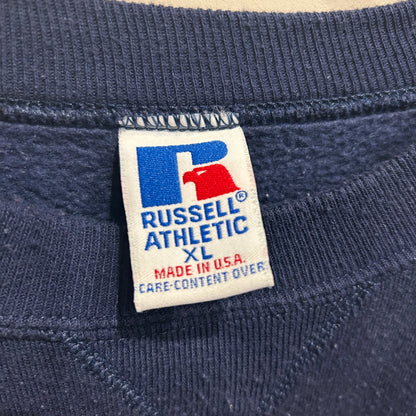 R
RUSSELL®
ATHLETIC
XL
MADE IN U.S.A.
CARE-CONTENT OVER